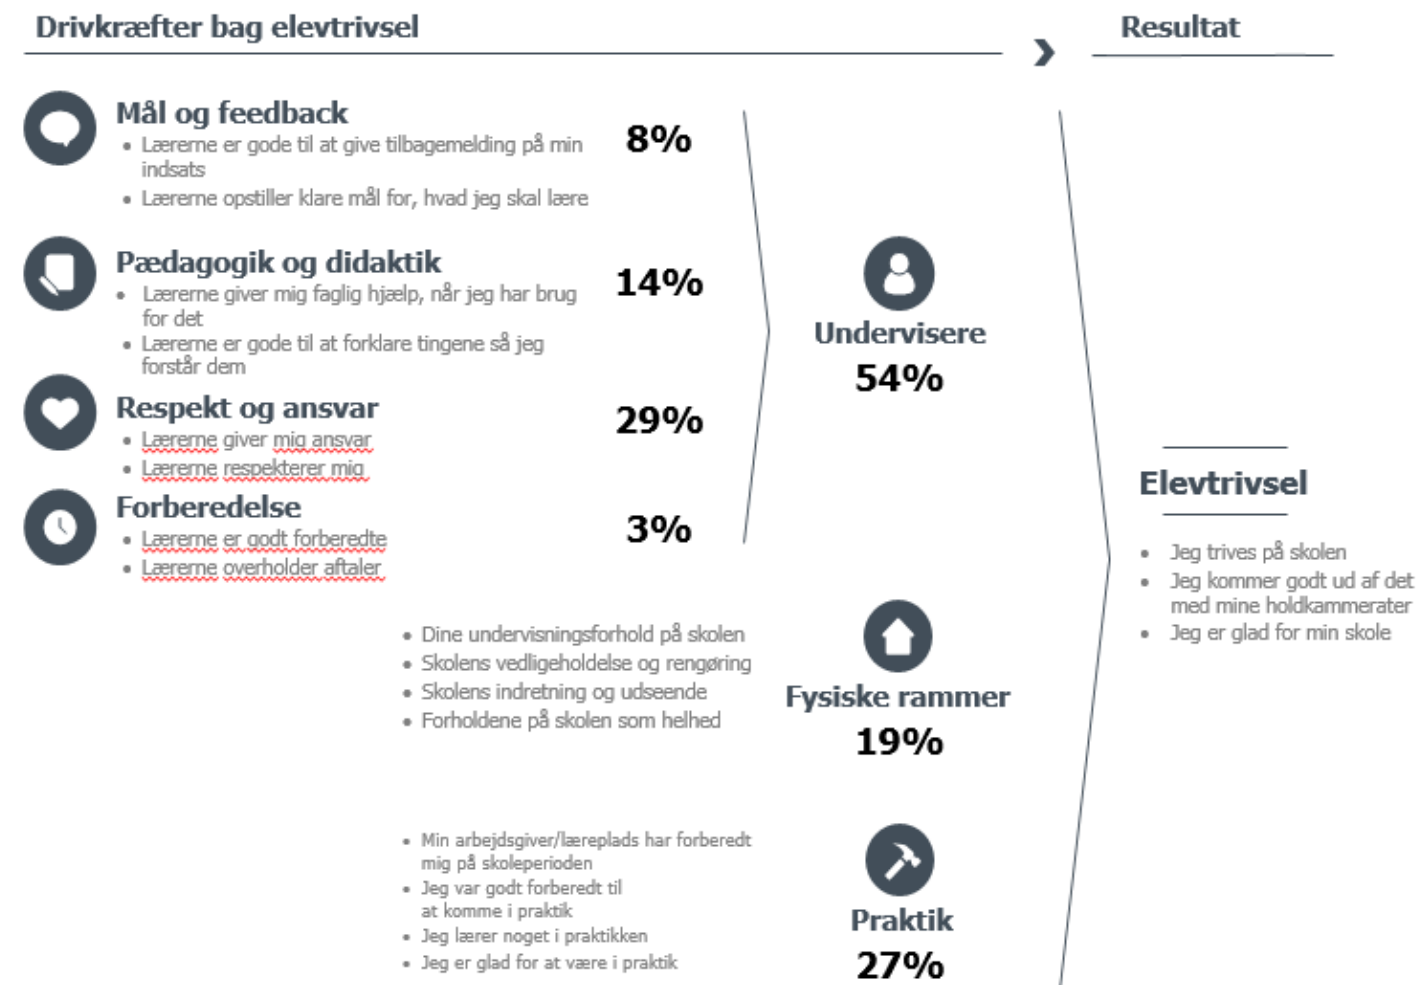 Drivkræfter bag elevtrivsel
Resultat
Mål og feedback
• Lærerne er gode til at give tilbagemelding på min
indsats
• Lærerne opstiller klare mål for, hvad jeg skal lære
8%
Pædagogik og didaktik
• Lærerne giver mig faglig hjælp, når jeg har brug
for det
• Lærerne er gode til at forklare tingene så jeg
forstår dem
14%
Respekt og ansvar
• Lærerne giver mig ansvar
• Lærerne respekterer mig
29%
Forberedelse
• Lærerne er godt forberedte
• Lærerne overholder aftaler
3%
Undervisere
54%
• Dine undervisningsforhold på skolen
• Skolens vedligeholdelse og rengøring
• Skolens indretning og udseende
• Forholdene på skolen som helhed
Fysiske rammer
19%
• Min arbejdsgiver/læreplads har forberedt
mig på skoleperioden
• Jeg var godt forberedt til
at komme i praktik
• Jeg lærer noget i praktikken
• Jeg er glad for at være i praktik
Praktik
27%
Elevtrivsel
• Jeg trives på skolen
• Jeg kommer godt ud af det
med mine holdkammerater
• Jeg er glad for min skole